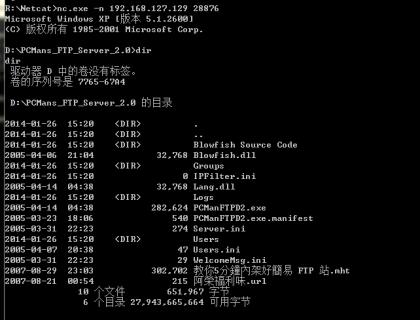 R:\Netcat>nc.exe -n 192.168.127.129 28876
Microsoft Windows XP [版本 5.1.2600]
(C) 版权所有 1985-2001 Microsoft Corp.
D:\PCMans_FTP_Server_2.0>dir
dir
驱动器 D 中的卷没有标签。
卷的序列号是 7765-67A4
D:\PCMans_FTP_Server_2.0 的目录
2014-01-26 15:20 <DIR> .
2014-01-26 15:20 <DIR> ..
2014-01-26 15:20 <DIR> Blowfish Source Code
2005-04-06 21:04 32,768 Blowfish.dll
2014-01-26 15:20 <DIR> Groups
2014-01-26 15:20 0 IPFilter.ini
2005-04-14 04:38 32,768 Lang.dll
2014-01-26 15:20 <DIR> Logs
2005-04-14 04:38 282,624 PCManFTPD2.exe
2005-03-23 18:06 540 PCManFTPD2.exe.manifest
2005-03-31 22:23 274 Server.ini
2014-01-26 15:20 <DIR> Users
2005-04-07 20:38 47 Users.ini
2005-03-31 22:23 29 WelcomeMsg.ini
2007-08-29 23:03 302,702 教你5分鐘內架好簡易 FTP 站.mht
2007-08-21 00:54 215 阿榮福利味.url
10 个文件 651,967 字节
6 个目录 27,943,665,664 可用字节